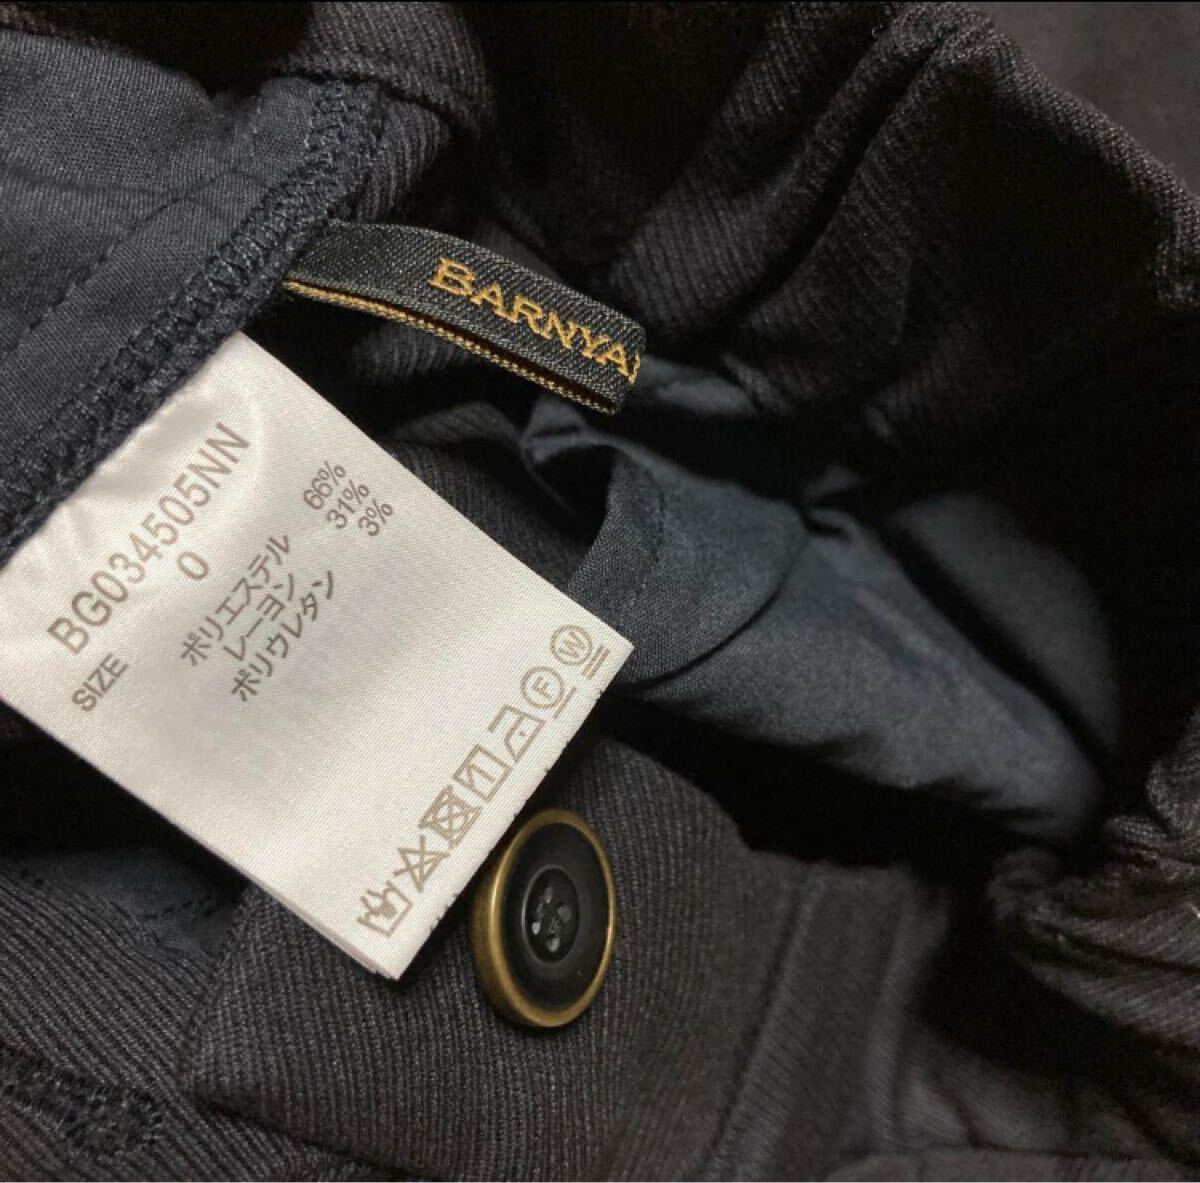 BARNYA
BG034505NN
SIZE 0
ポリエステル 66%
レーヨン 31%
ポリウレタン 3%
F W